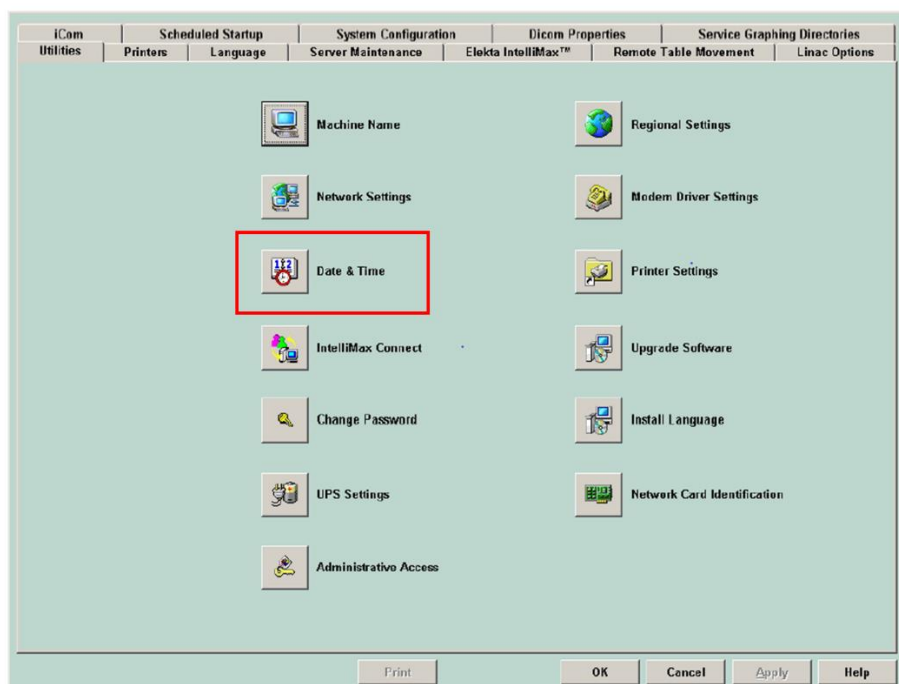 iCom Scheduled Startup System Configuration Dicom Properties Service Graphing Directories
Utilities Printers Language Server Maintenance Elekta IntelliMax™ Remote Table Movement Linac Options
Machine Name Regional Settings
Network Settings Modem Driver Settings
Date & Time Printer Settings
IntelliMax Connect Upgrade Software
Change Password Install Language
UPS Settings Network Card Identification
Administrative Access
Print OK Cancel Apply Help